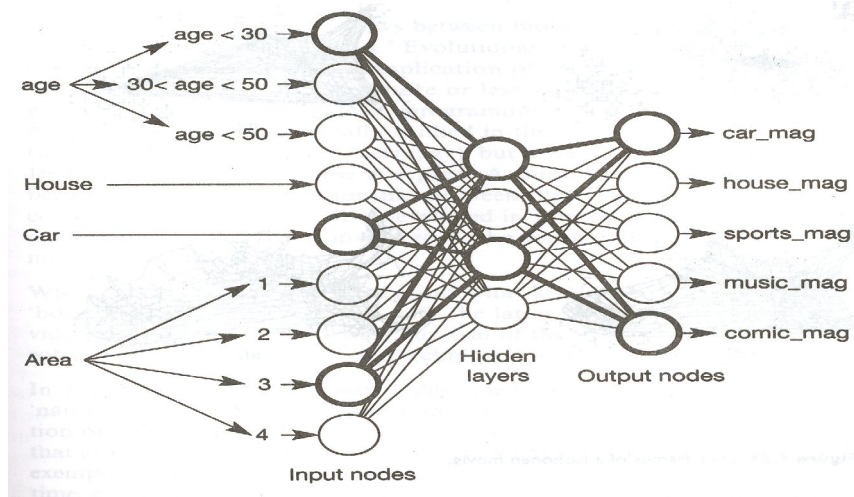 age < 30
age
30< age < 50
age < 50
House
Car
Area
1
2
3
4
Input nodes
Hidden
layers
Output nodes
car_mag
house_mag
sports_mag
music_mag
comic_mag